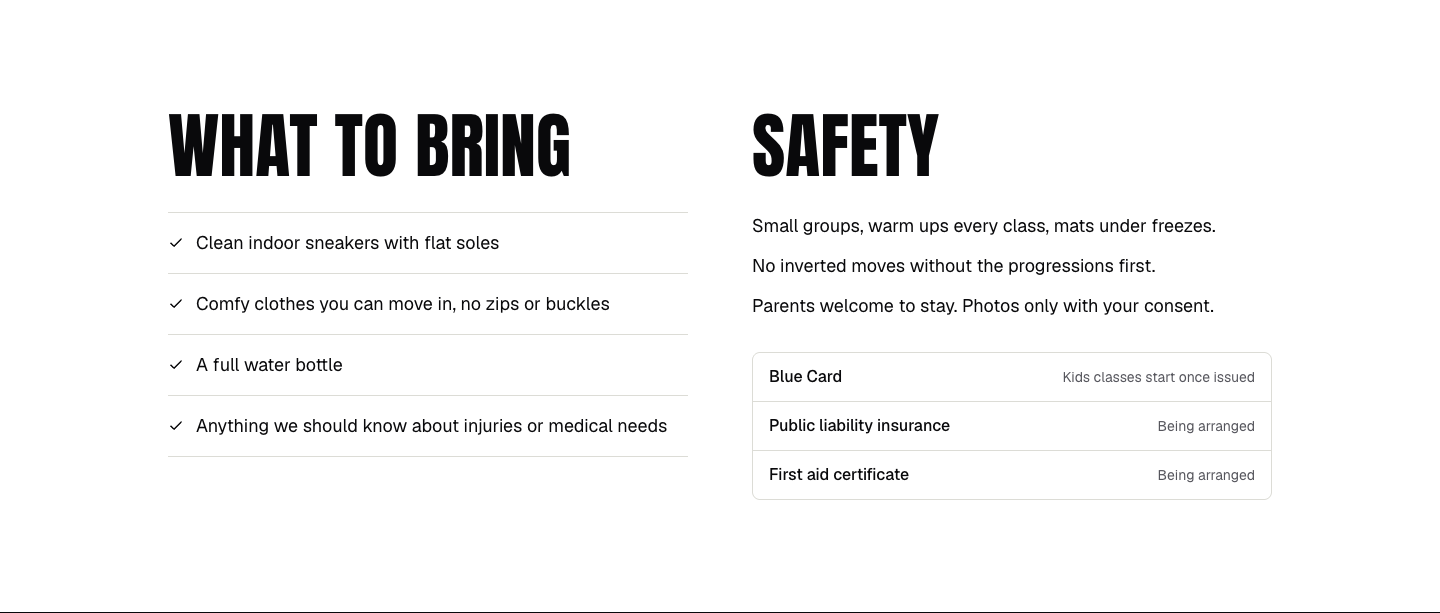 WHAT TO BRING
Clean indoor sneakers with flat soles
Comfy clothes you can move in, no zips or buckles
A full water bottle
Anything we should know about injuries or medical needs
SAFETY
Small groups, warm ups every class, mats under freezes.
No inverted moves without the progressions first.
Parents welcome to stay. Photos only with your consent.
Blue Card Kids classes start once issued
Public liability insurance Being arranged
First aid certificate Being arranged